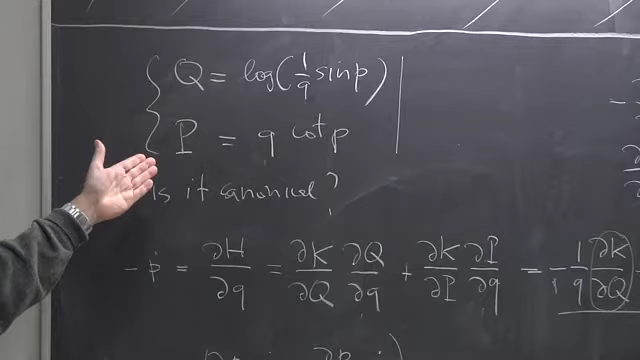 Q = log(1/q sin p)
P = q cot p
Is it canonical?
-ṗ = ∂H/∂q = ∂K/∂Q ∂Q/∂q + ∂K/∂P ∂P/∂q = -1/q ∂K/∂Q